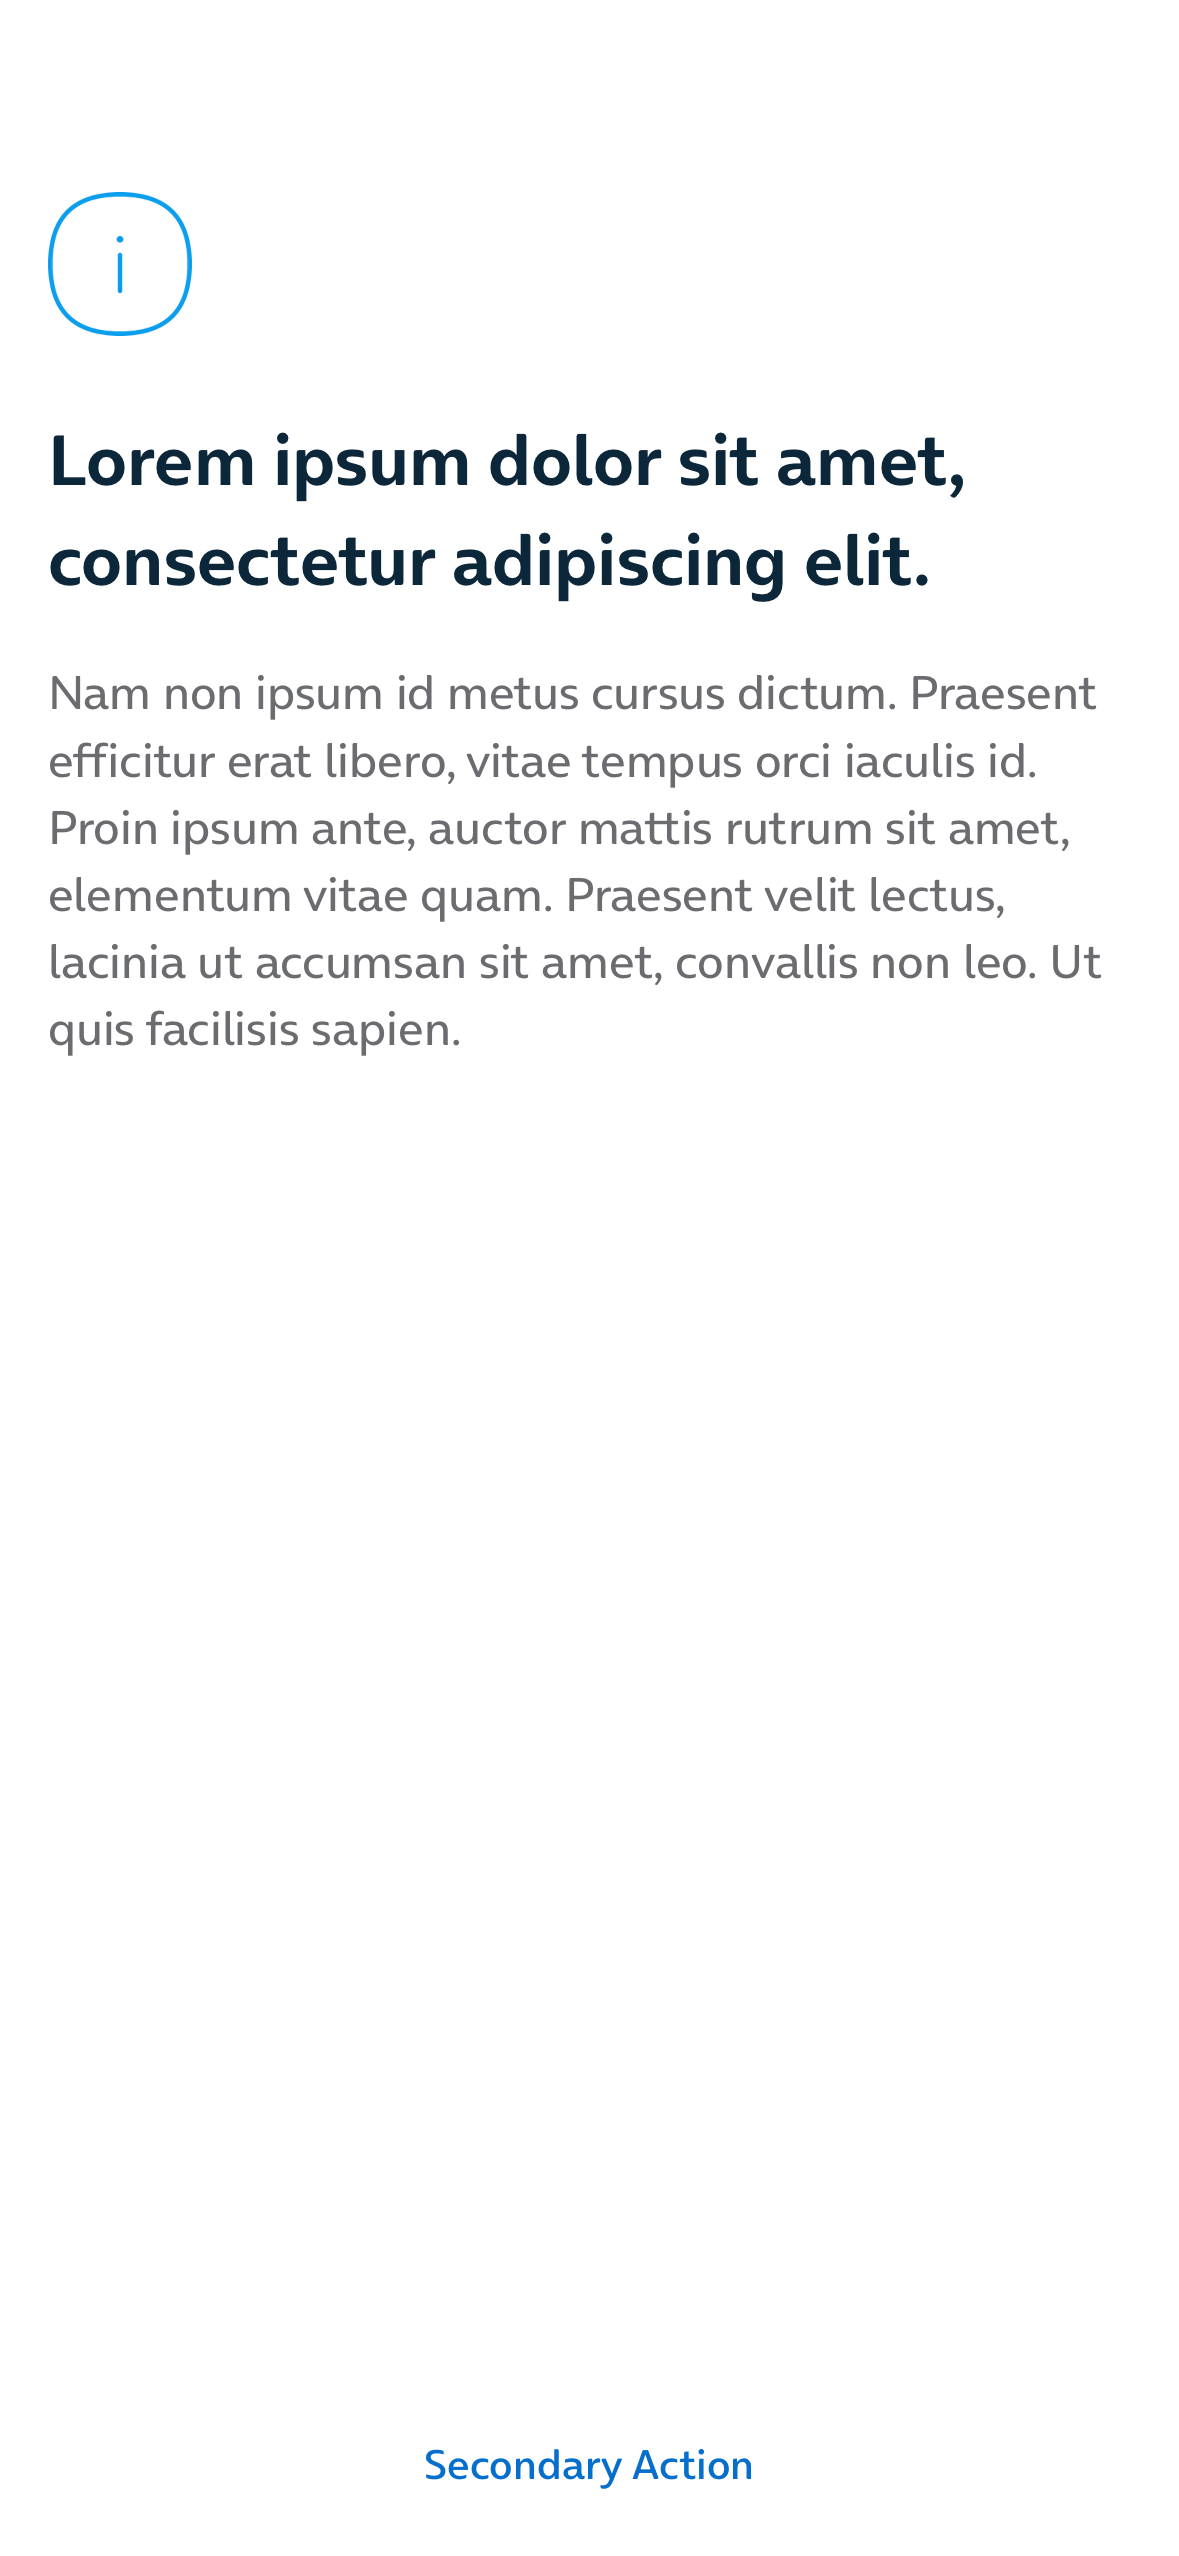 Lorem ipsum dolor sit amet,
consectetur adipiscing elit.
Nam non ipsum id metus cursus dictum. Praesent
efficitur erat libero, vitae tempus orci iaculis id.
Proin ipsum ante, auctor mattis rutrum sit amet,
elementum vitae quam. Praesent velit lectus,
lacinia ut accumsan sit amet, convallis non leo. Ut
quis facilisis sapien.
Secondary Action